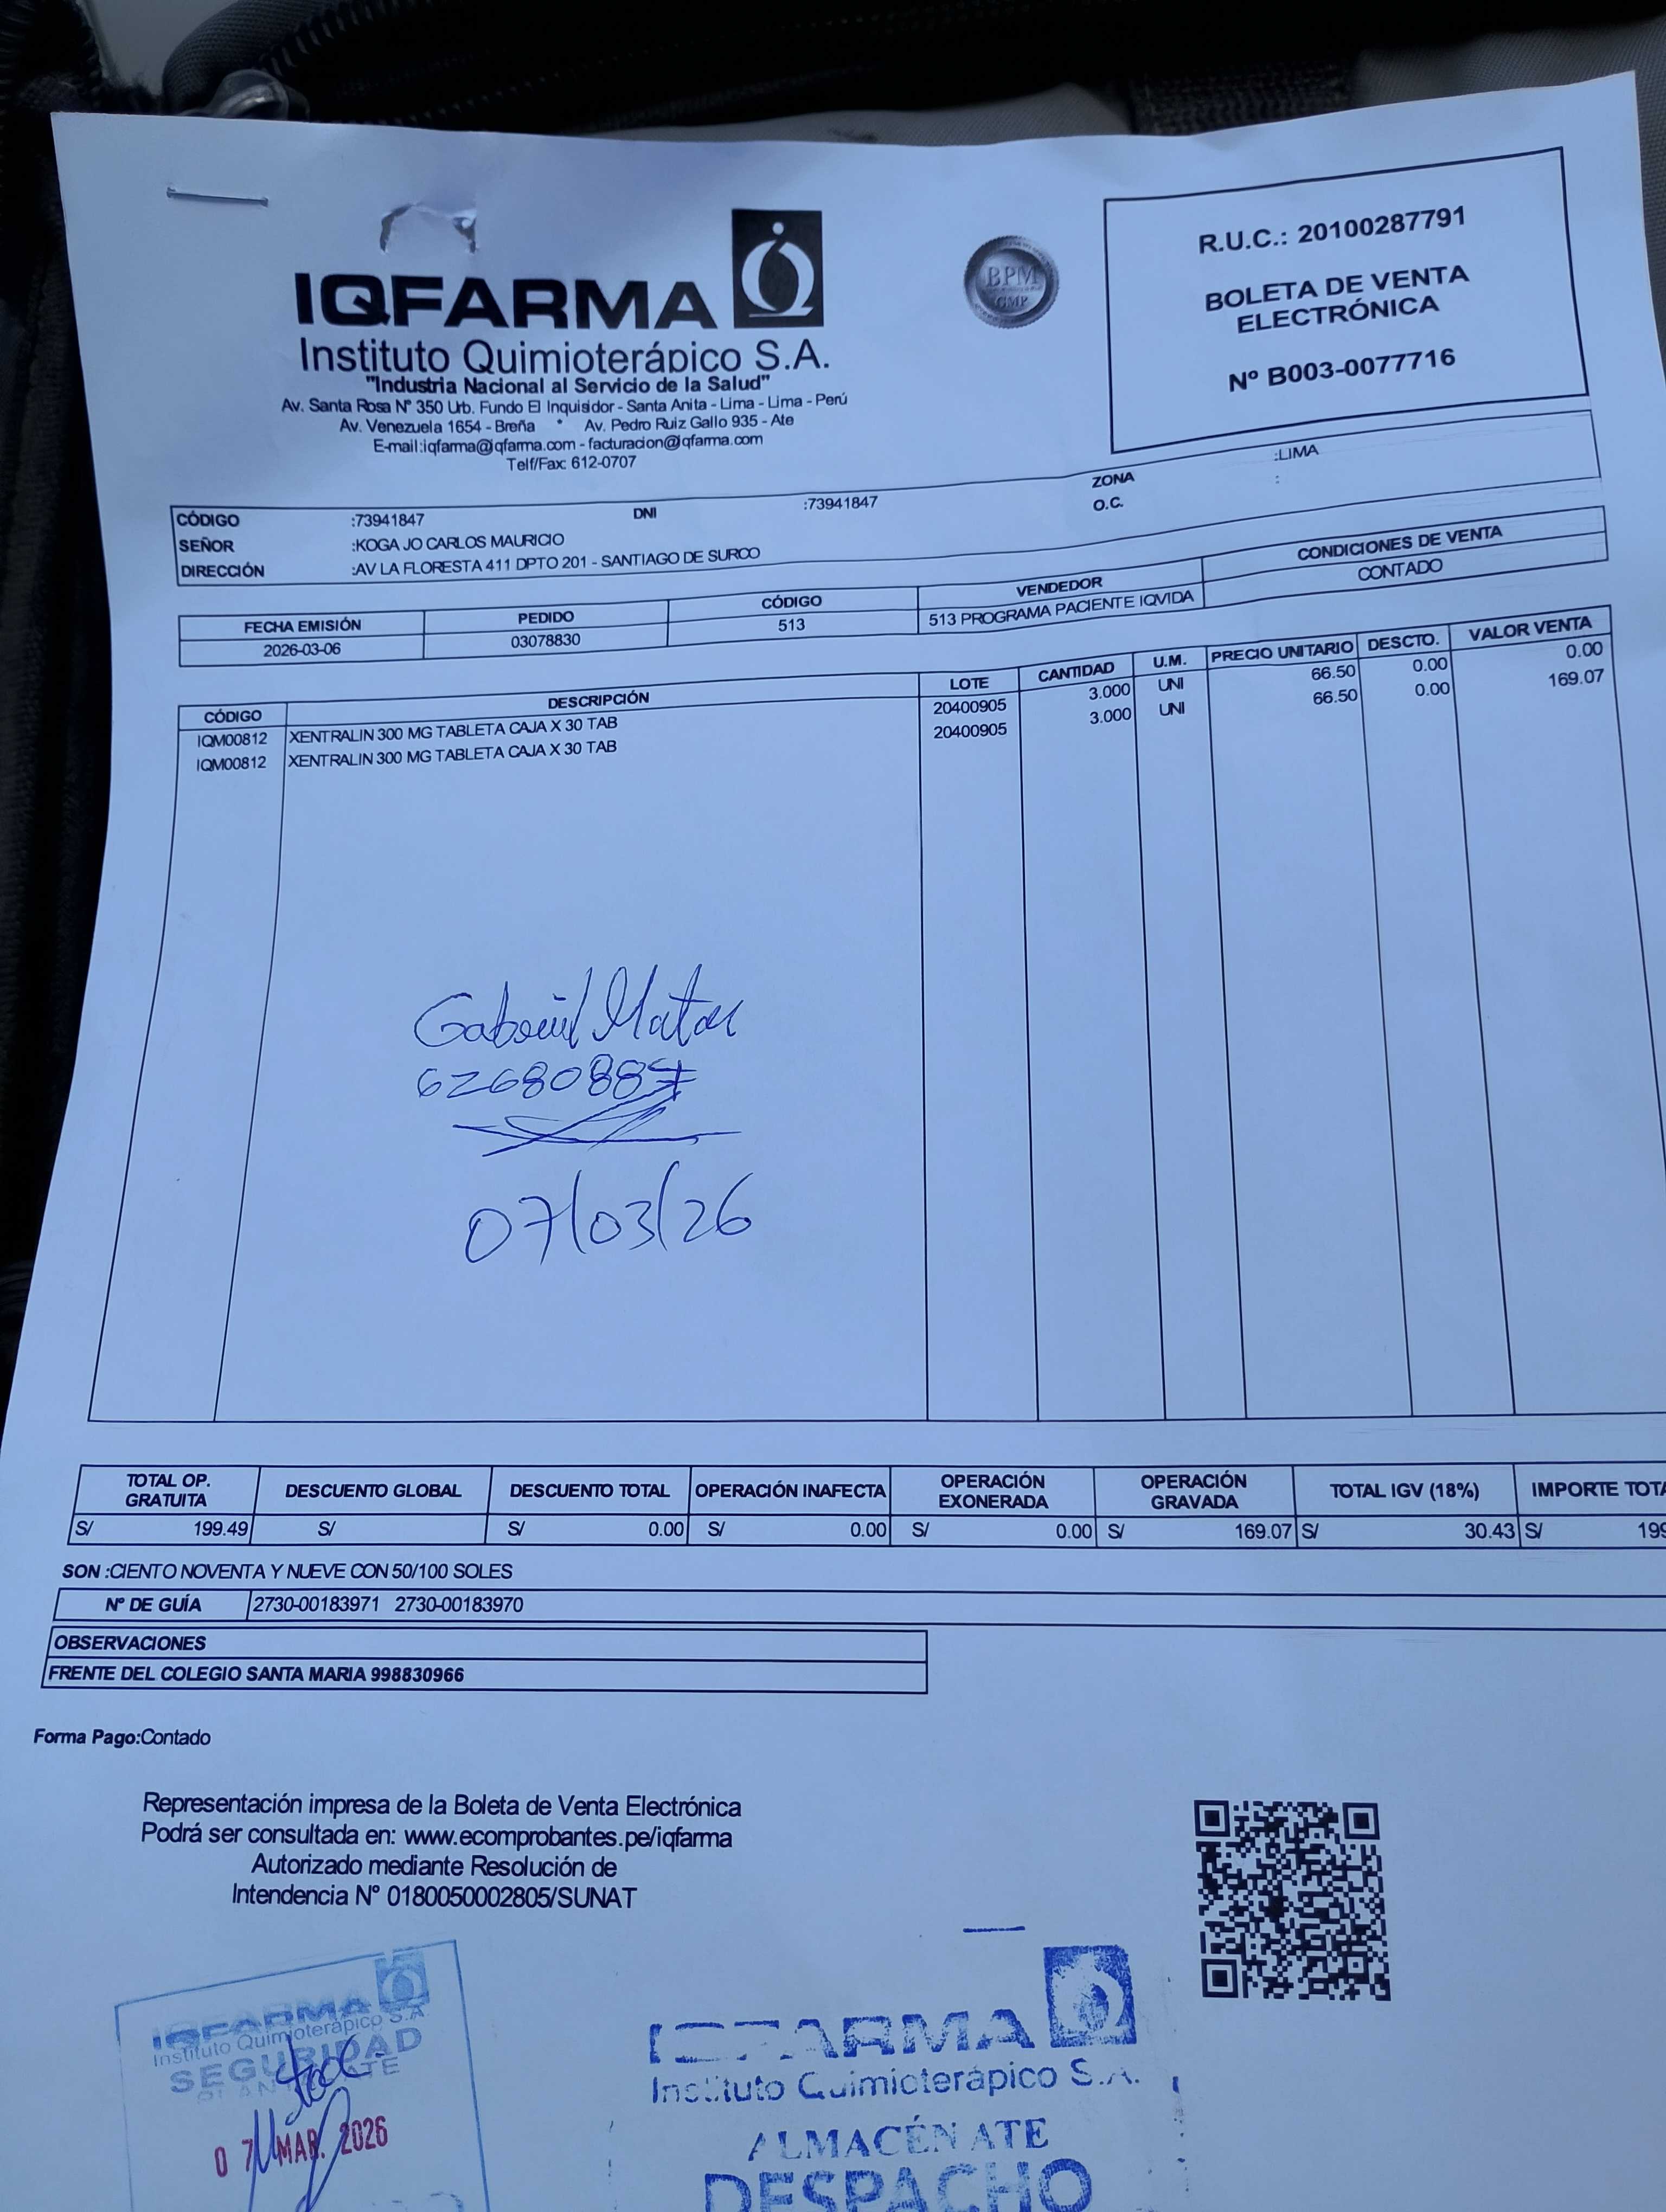 IQFARMA
Instituto Quimioterápico S.A.
"Industria Nacional al Servicio de la Salud"
Av. Santa Rosa N° 350 Urb. Fundo El Inquisidor - Santa Anita - Lima - Lima - Perú
Av. Venezuela 1654 - Breña * Av. Pedro Ruiz Gallo 935 - Ate
E-mail:iqfarma@iqfarma.com - facturacion@iqfarma.com
Telf/Fax: 612-0707
BPM
GMP
R.U.C.: 20100287791
BOLETA DE VENTA
ELECTRÓNICA
Nº B003-0077716
CÓDIGO :73941847 DNI :73941847 ZONA :LIMA
SEÑOR :KOGA JO CARLOS MAURICIO O.C. :
DIRECCIÓN :AV LA FLORESTA 411 DPTO 201 - SANTIAGO DE SURCO
FECHA EMISIÓN PEDIDO CÓDIGO VENDEDOR CONDICIONES DE VENTA
2026-03-06 03078830 513 513 PROGRAMA PACIENTE IQVIDA CONTADO
CÓDIGO DESCRIPCIÓN LOTE CANTIDAD U.M. PRECIO UNITARIO DESCTO. VALOR VENTA
IQM00812 XENTRALIN 300 MG TABLETA CAJA X 30 TAB 20400905 3.000 UNI 66.50 0.00 0.00
IQM00812 XENTRALIN 300 MG TABLETA CAJA X 30 TAB 20400905 3.000 UNI 66.50 0.00 169.07
Gabriel
07/03/26
TOTAL OP. GRATUITA DESCUENTO GLOBAL DESCUENTO TOTAL OPERACIÓN INAFECTA OPERACIÓN EXONERADA OPERACIÓN GRAVADA TOTAL IGV (18%) IMPORTE TOTA
S/ 199.49 S/ S/ 0.00 S/ 0.00 S/ 0.00 S/ 169.07 S/ 30.43 S/ 199
SON :CIENTO NOVENTA Y NUEVE CON 50/100 SOLES
Nº DE GUÍA 2730-00183971 2730-00183970
OBSERVACIONES
FRENTE DEL COLEGIO SANTA MARIA 998830966
Forma Pago:Contado
Representación impresa de la Boleta de Venta Electrónica
Podrá ser consultada en: www.ecomprobantes.pe/iqfarma
Autorizado mediante Resolución de
Intendencia N° 0180050002805/SUNAT
IQFARMA
Instituto Quimioterápico S.A
SEGURIDAD
07 MAR. 2026
IQFARMA
Instituto Quimioterápico S.A.
ALMACÉN ATE
DESPACHO